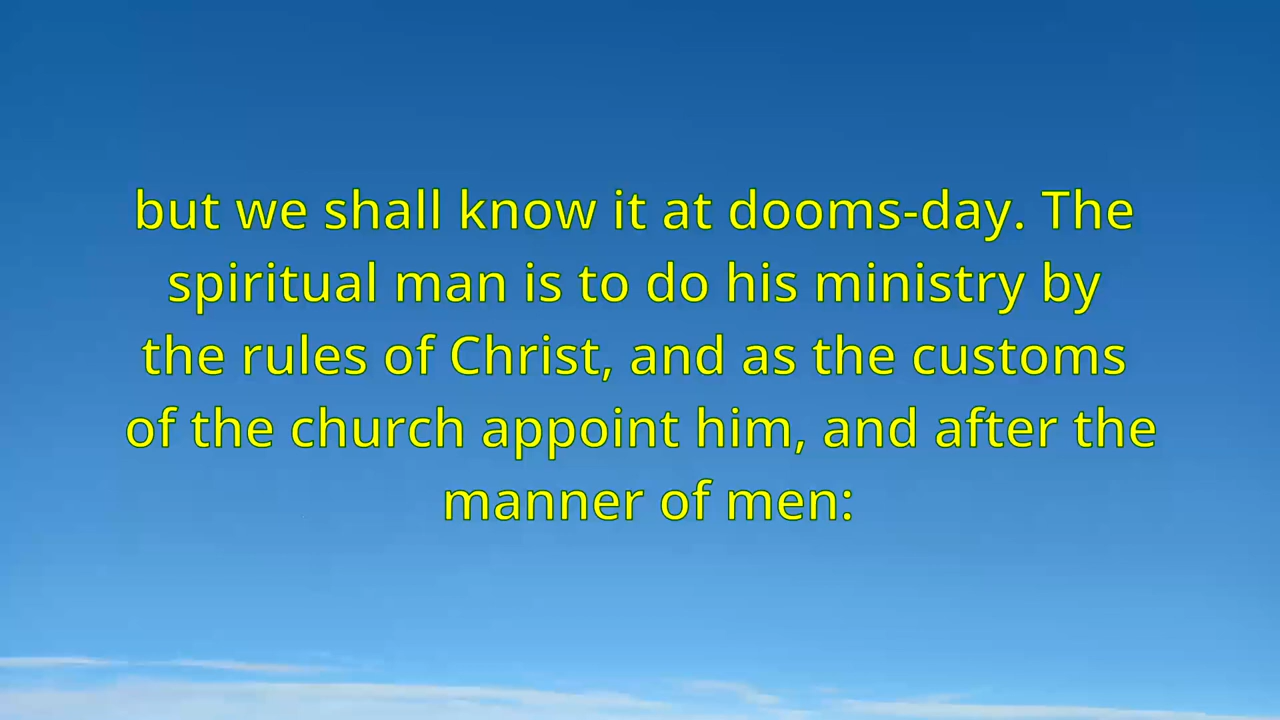 but we shall know it at dooms-day. The
spiritual man is to do his ministry by
the rules of Christ, and as the customs
of the church appoint him, and after the
manner of men: